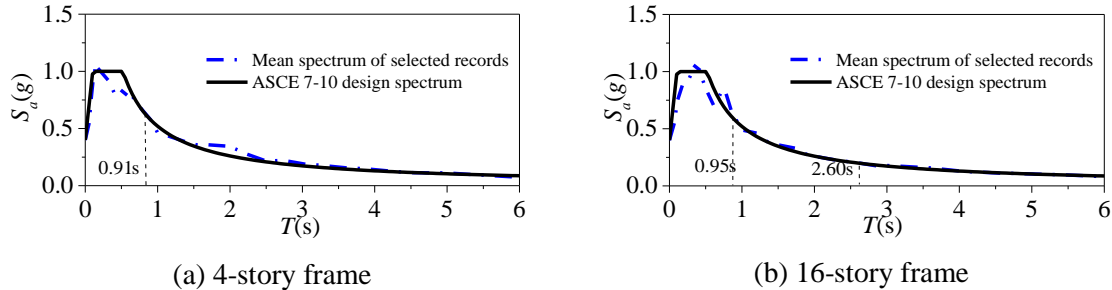 1.5
1.0
0.5
0.0
Sa(g)
Mean spectrum of selected records
ASCE 7-10 design spectrum
0.91s
0 1 2 3 4 5 6
T(s)
(a) 4-story frame
1.5
1.0
0.5
0.0
Sa(g)
Mean spectrum of selected records
ASCE 7-10 design spectrum
0.95s
2.60s
0 1 2 3 4 5 6
T(s)
(b) 16-story frame